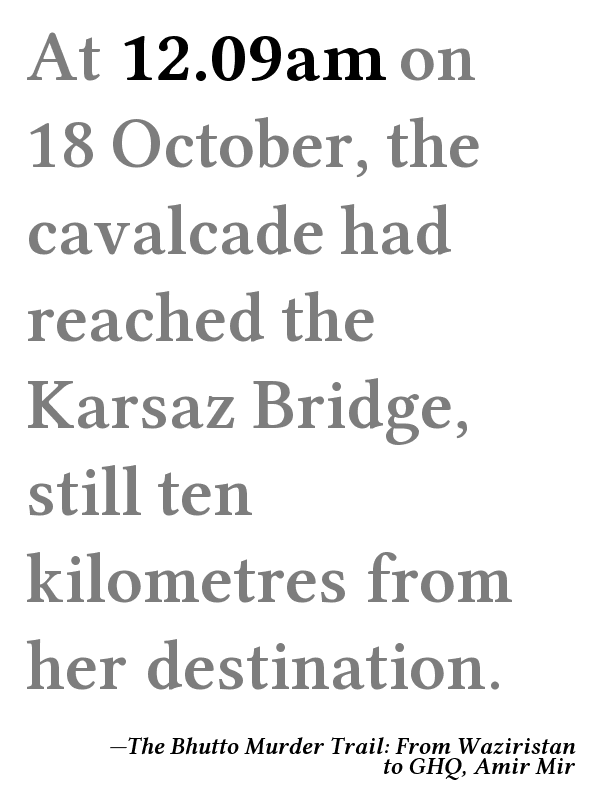 At 12.09am on
18 October, the
cavalcade had
reached the
Karsaz Bridge,
still ten
kilometres from
her destination.
—The Bhutto Murder Trail: From Waziristan
to GHQ, Amir Mir